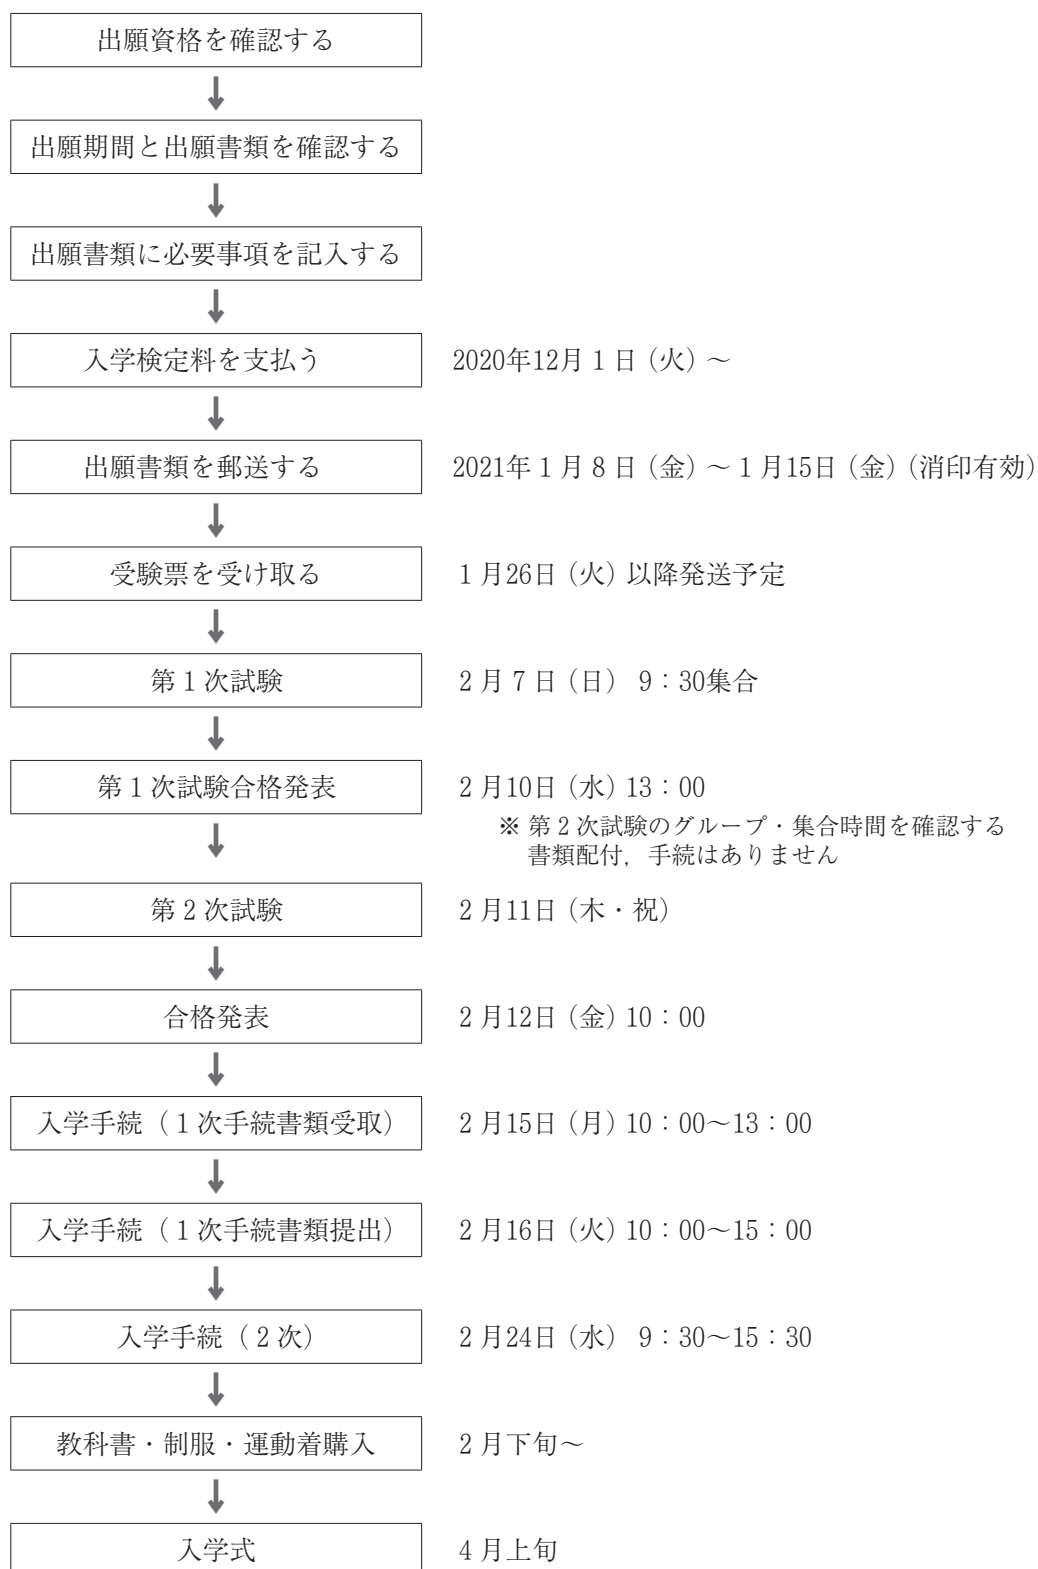 出願資格を確認する
出願期間と出願書類を確認する
出願書類に必要事項を記入する
入学検定料を支払う 2020年12月1日（火）～
出願書類を郵送する 2021年1月8日（金）～1月15日（金）（消印有効）
受験票を受け取る 1月26日（火）以降発送予定
第1次試験 2月7日（日） 9：30集合
第1次試験合格発表 2月10日（水）13：00
※ 第2次試験のグループ・集合時間を確認する
書類配付，手続はありません
第2次試験 2月11日（木・祝）
合格発表 2月12日（金）10：00
入学手続（1次手続書類受取） 2月15日（月）10：00～13：00
入学手続（1次手続書類提出） 2月16日（火）10：00～15：00
入学手続（2次） 2月24日（水） 9：30～15：30
教科書・制服・運動着購入 2月下旬～
入学式 4月上旬